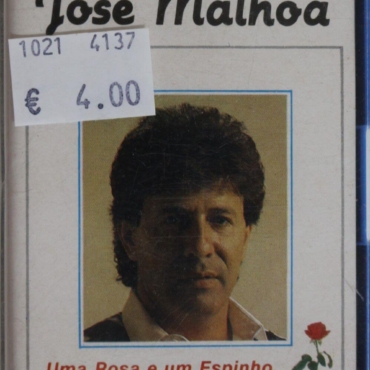 José Malhoa
1021 4137
€ 4.00
Uma Rosa e um Espinho